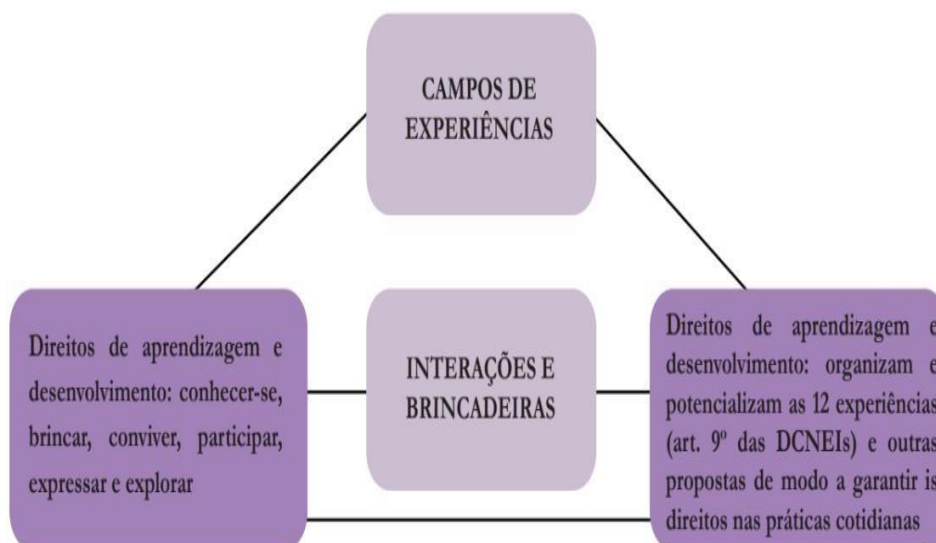 CAMPOS DE
EXPERIÊNCIAS
Direitos de aprendizagem e
desenvolvimento: conhecer-se,
brincar, conviver, participar,
expressar e explorar
INTERAÇÕES E
BRINCADEIRAS
Direitos de aprendizagem e
desenvolvimento: organizam e
potencializam as 12 experiências
(art. 9º das DCNEIs) e outras
propostas de modo a garantir is
direitos nas práticas cotidianas